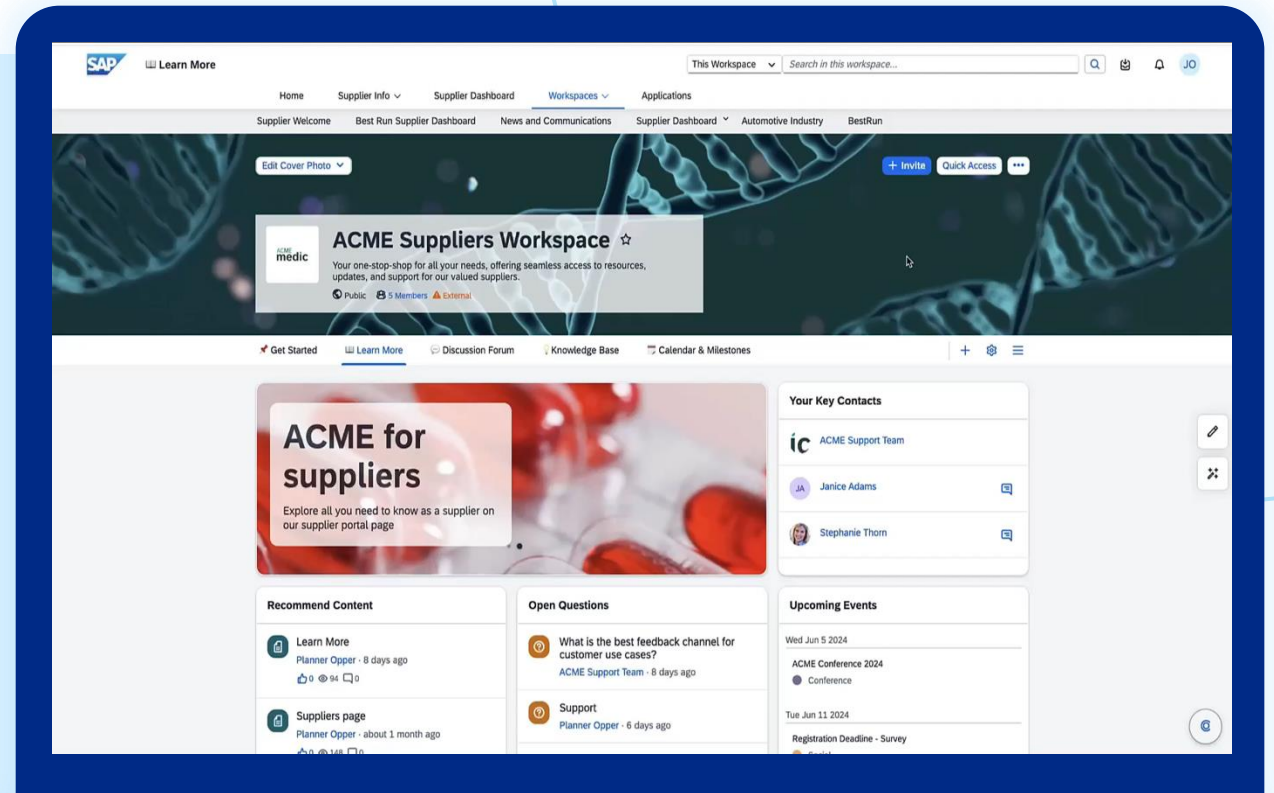 SAP
Learn More
This Workspace
Search in this workspace...
JO
Home
Supplier Info
Supplier Dashboard
Workspaces
Applications
Supplier Welcome
Best Run Supplier Dashboard
News and Communications
Supplier Dashboard
Automotive Industry
BestRun
Edit Cover Photo
+ Invite
Quick Access
ACME
medic
ACME Suppliers Workspace
Your one-stop-shop for all your needs, offering seamless access to resources,
updates, and support for our valued suppliers.
Public
5 Members
External
Get Started
Learn More
Discussion Forum
Knowledge Base
Calendar & Milestones
ACME for
suppliers
Explore all you need to know as a supplier on
our supplier portal page
Your Key Contacts
ic
ACME Support Team
JA
Janice Adams
Stephanie Thorn
Recommend Content
Learn More
Planner Opper · 8 days ago
0 94 0
Suppliers page
Planner Opper · about 1 month ago
0 148 0
Open Questions
What is the best feedback channel for
customer use cases?
ACME Support Team · 8 days ago
Support
Planner Opper · 6 days ago
Upcoming Events
Wed Jun 5 2024
ACME Conference 2024
Conference
Tue Jun 11 2024
Registration Deadline - Survey